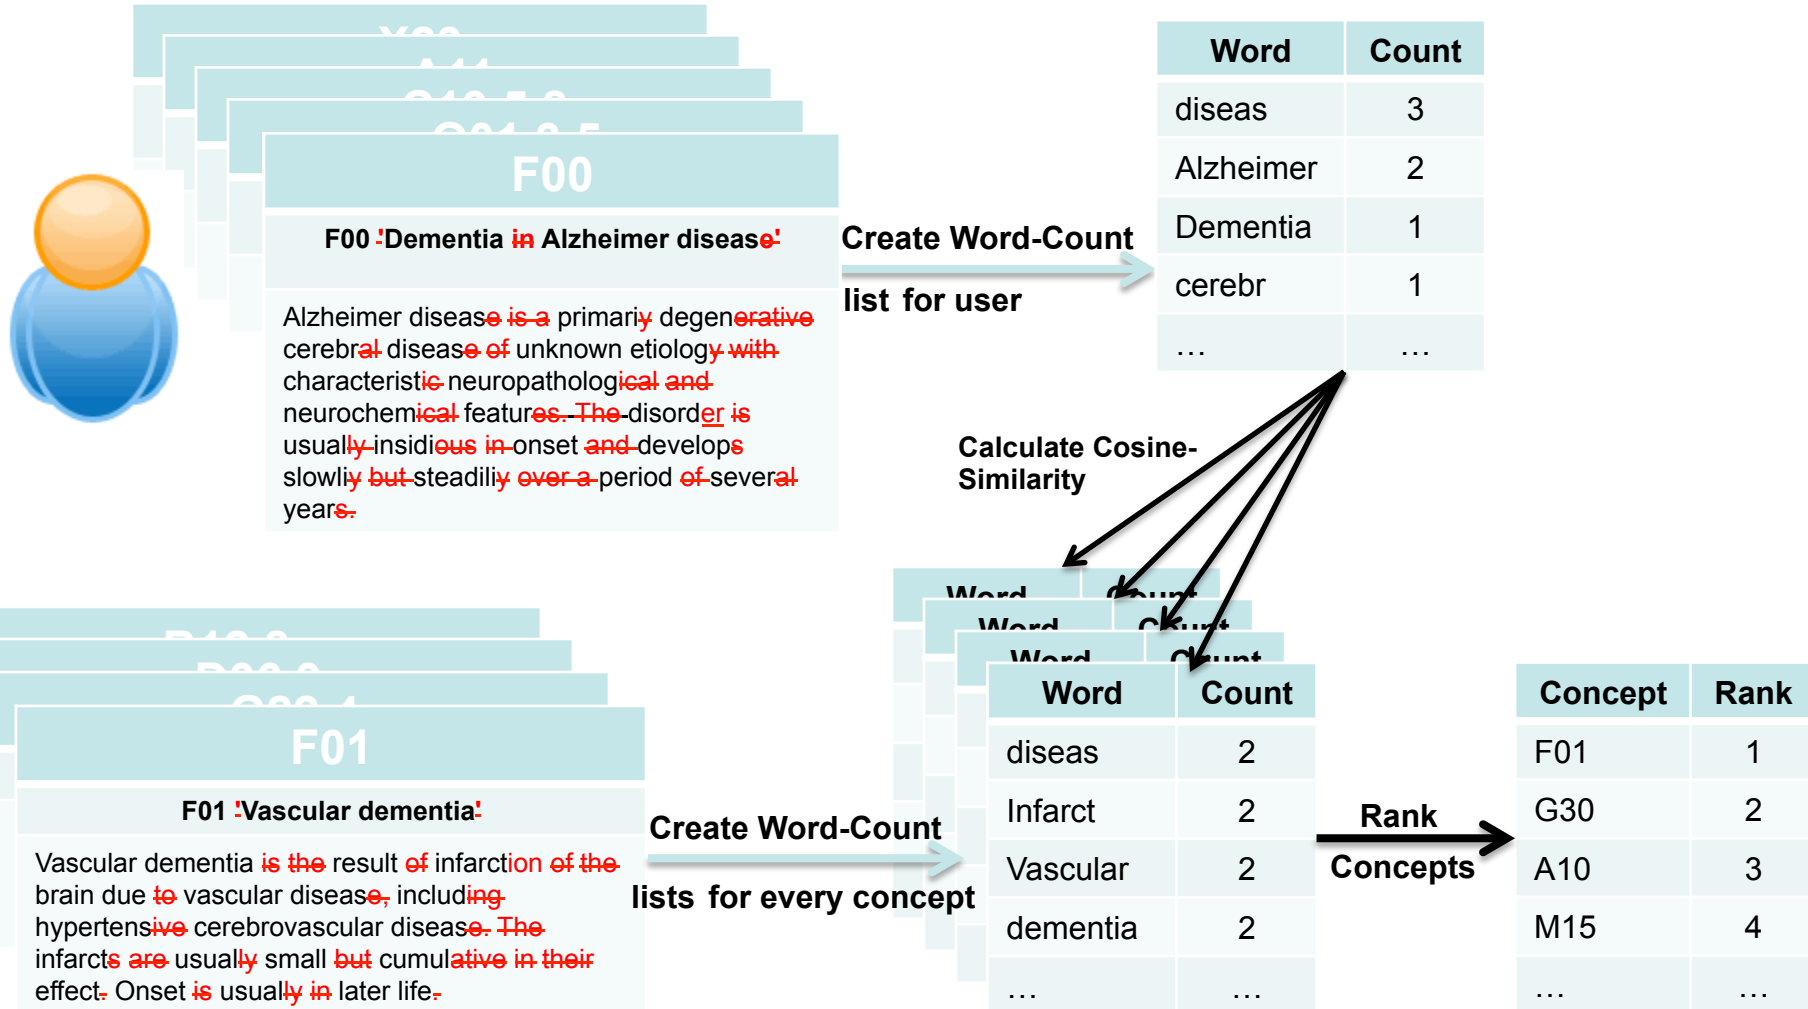 F00
F00 'Dementia in Alzheimer disease'
Alzheimer disease is a primariy degenerative
cerebral disease of unknown etiology with
characteristic neuropathological and
neurochemical features. The disorder is
usually insidious in onset and develops
slowliy but steadiliy over a period of several
years.
Create Word-Count
list for user
Word Count
diseas 3
Alzheimer 2
Dementia 1
cerebr 1
… …
Calculate Cosine-
Similarity
F01
F01 'Vascular dementia'
Vascular dementia is the result of infarction of the
brain due to vascular disease, including
hypertensive cerebrovascular disease. The
infarcts are usually small but cumulative in their
effect. Onset is usually in later life.
Create Word-Count
lists for every concept
Word Count
Word Count
Word Count
Word Count
diseas 2
Infarct 2
Vascular 2
dementia 2
… …
Rank
Concepts
Concept Rank
F01 1
G30 2
A10 3
M15 4
… …